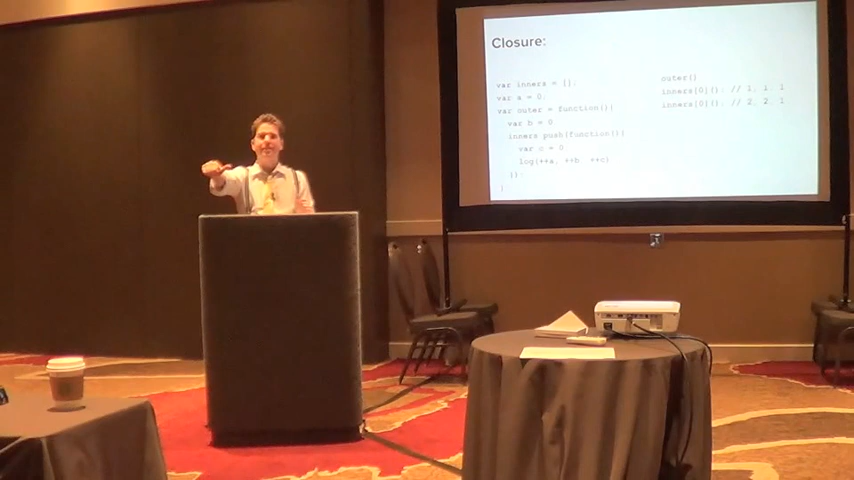 Closure:
var inners = [];
var a = 0;
var outer = function(){
var b = 0
inners push(function(){
var c = 0
log(++a, ++b ++c)
})
}
outer()
inners[0](); // 1, 1, 1
inners[0](); // 2, 2, 1